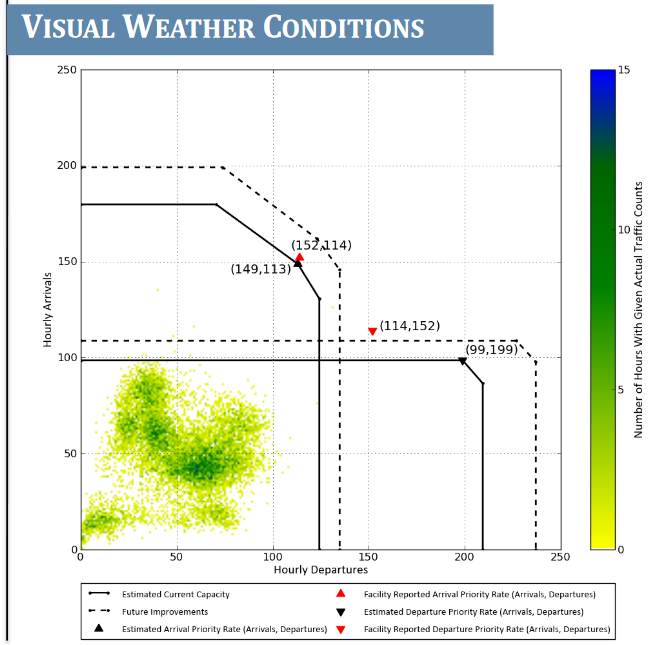 VISUAL WEATHER CONDITIONS
250
200
150
100
50
0
0
50
100
150
200
250
Hourly Arrivals
Hourly Departures
(152,114)
(149,113)
(114,152)
(99,199)
15
10
5
0
Number of Hours With Given Actual Traffic Counts
Estimated Current Capacity
Future Improvements
Estimated Arrival Priority Rate (Arrivals, Departures)
Facility Reported Arrival Priority Rate (Arrivals, Departures)
Estimated Departure Priority Rate (Arrivals, Departures)
Facility Reported Departure Priority Rate (Arrivals, Departures)